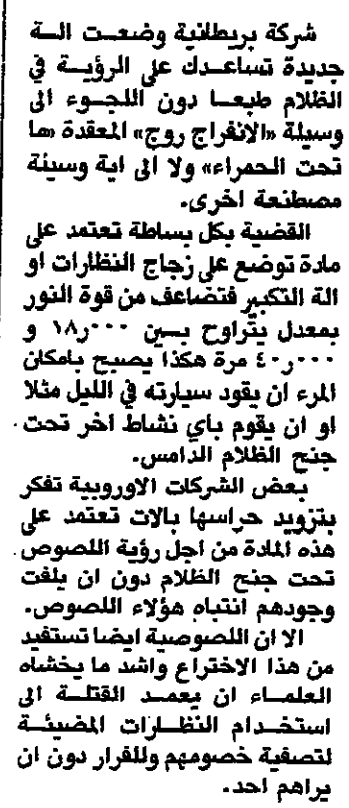 شركة بريطانية وضعت الة
جديدة تساعدك على الرؤية في
الظلام طبعا دون اللجوء الى
وسيلة «الإنفراج روج» المعقدة «ما
تحت الحمراء» ولا الى اية وسيئة
مصطنعة اخرى.
القضية بكل بساطة تعتمد على
مادة توضع على زجاج النظارات او
الة التكبير فتضاعف من قوة النور
بمعدل يتراوح بين ١٨٫٠٠٠ و
٤٠٫٠٠٠ مرة هكذا يصبح بامكان
المرء ان يقود سيارته في الليل مثلا
او ان يقوم باي نشاط اخر تحت
جنح الظلام الدامس.
بعض الشركات الاوروبية تفكر
بتزويد حراسها بالات تعتمد على
هذه المادة من اجل رؤية اللصوص
تحت جنح الظلام دون ان يلفت
وجودهم انتباه هؤلاء اللصوص.
الا ان اللصوصية ايضا تستفيد
من هذا الاختراع واشد ما يخشاه
العلماء ان يعمد القتلة الى
استخدام النظارات المضيئة
لتصفية خصومهم وللفرار دون ان
يراهم احد.